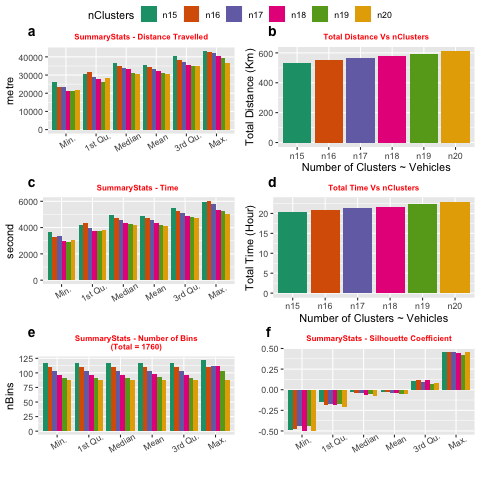 nClusters n15 n16 n17 n18 n19 n20
a
SummaryStats - Distance Travelled
metre
40000
30000
20000
10000
0
Min. 1st Qu. Median Mean 3rd Qu. Max.
b
Total Distance Vs nClusters
Total Distance (Km)
600
400
200
0
n15 n16 n17 n18 n19 n20
Number of Clusters ~ Vehicles
c
SummaryStats - Time
second
6000
4000
2000
0
Min. 1st Qu. Median Mean 3rd Qu. Max.
d
Total Time Vs nClusters
Total Time (Hour)
20
15
10
5
0
n15 n16 n17 n18 n19 n20
Number of Clusters ~ Vehicles
e
SummaryStats - Number of Bins
(Total = 1760)
nBins
125
100
75
50
25
0
Min. 1st Qu. Median Mean 3rd Qu. Max.
f
SummaryStats - Silhouette Coefficient
0.50
0.25
0.00
-0.25
-0.50
Min. 1st Qu. Median Mean 3rd Qu. Max.